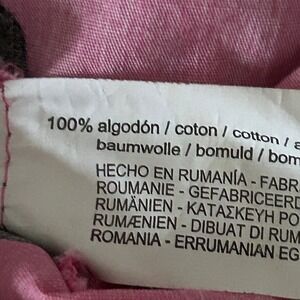 100% algodón / coton / cotton /
baumwolle / bomuld / bom
HECHO EN RUMANÍA - FABR
ROUMANIE - GEFABRICEERD
RUMÄNIEN - ΚΑΤΑΣΚΕΥΗ ΡΟ
RUMÆNIEN - DIBUAT DI RUM
ROMANIA - ERRUMANIAN EG